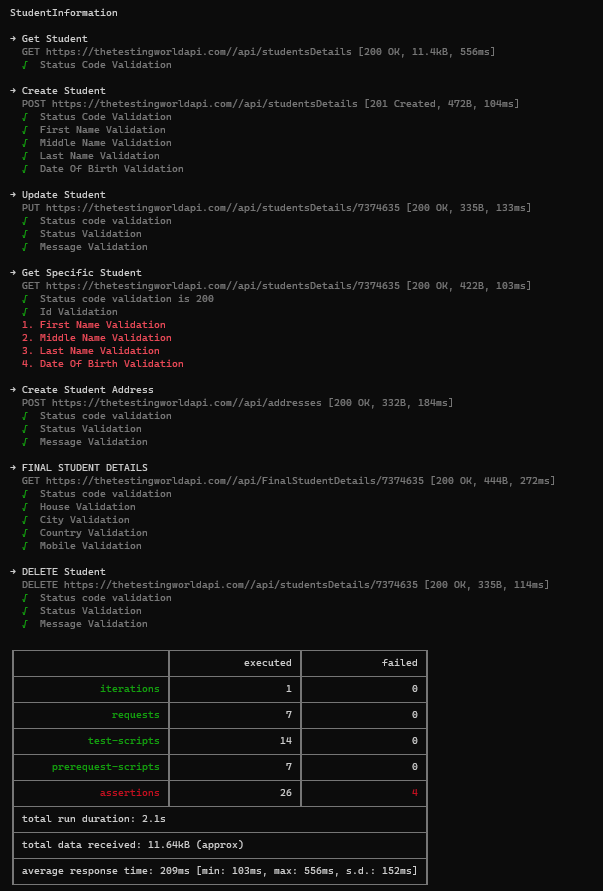 StudentInformation
→ Get Student
GET https://thetestingworldapi.com//api/studentsDetails [200 OK, 11.4kB, 556ms]
√ Status Code Validation
→ Create Student
POST https://thetestingworldapi.com//api/studentsDetails [201 Created, 472B, 104ms]
√ Status Code Validation
√ First Name Validation
√ Middle Name Validation
√ Last Name Validation
√ Date Of Birth Validation
→ Update Student
PUT https://thetestingworldapi.com//api/studentsDetails/7374635 [200 OK, 335B, 133ms]
√ Status code validation
√ Status Validation
√ Message Validation
→ Get Specific Student
GET https://thetestingworldapi.com//api/studentsDetails/7374635 [200 OK, 422B, 103ms]
√ Status code validation is 200
√ Id Validation
1. First Name Validation
2. Middle Name Validation
3. Last Name Validation
4. Date Of Birth Validation
→ Create Student Address
POST https://thetestingworldapi.com//api/addresses [200 OK, 332B, 184ms]
√ Status code validation
√ Status Validation
√ Message Validation
→ FINAL STUDENT DETAILS
GET https://thetestingworldapi.com//api/FinalStudentDetails/7374635 [200 OK, 444B, 272ms]
√ Status code validation
√ House Validation
√ City Validation
√ Country Validation
√ Mobile Validation
→ DELETE Student
DELETE https://thetestingworldapi.com//api/studentsDetails/7374635 [200 OK, 335B, 114ms]
√ Status code validation
√ Status Validation
√ Message Validation
executed failed
iterations 1 0
requests 7 0
test-scripts 14 0
prerequest-scripts 7 0
assertions 26 4
total run duration: 2.1s
total data received: 11.64kB (approx)
average response time: 209ms [min: 103ms, max: 556ms, s.d.: 152ms]